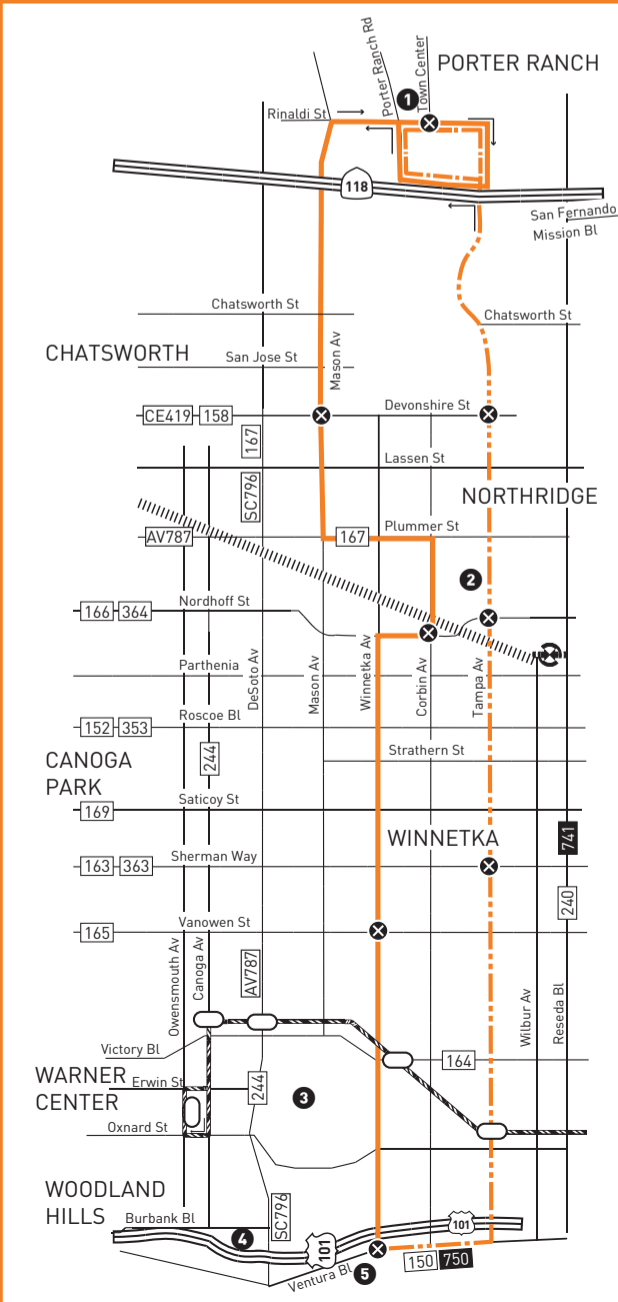 Porter Ranch Rd
Town Center
PORTER RANCH
1
Rinaldi St
118
San Fernando
Mission Bl
Chatsworth St
Chatsworth St
CHATSWORTH
San Jose St
Mason Av
CE419 158
Devonshire St
167
Lassen St
SC796
NORTHRIDGE
AV787
167
Plummer St
2
166 364
Nordhoff St
Parthenia
DeSoto Av
Mason Av
Winnetka Av
Corbin Av
Tampa Av
152 353
Roscoe Bl
CANOGA
PARK
244
Strathern St
169
Saticoy St
WINNETKA
741
163 363
Sherman Way
240
165
Vanowen St
Owensmouth Av
Canoga Av
AV787
Wilbur Av
Reseda Bl
Victory Bl
164
WARNER
CENTER
Erwin St
244
3
Oxnard St
WOODLAND
HILLS
Burbank Bl
SC796
4
101
101
Ventura Bl
5
150 750